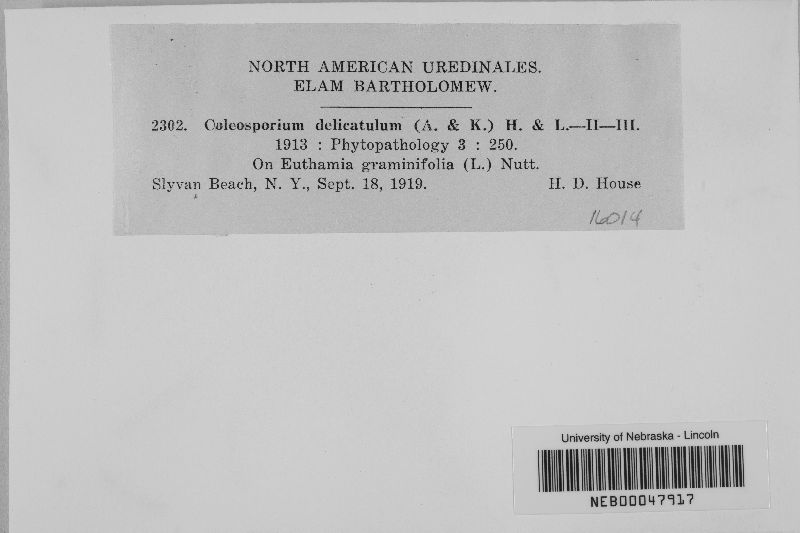 NORTH AMERICAN UREDINALES.
ELAM BARTHOLOMEW.
2302. Coleosporium delicatulum (A. & K.) H. & L.—II—III.
1913 : Phytopathology 3 : 250.
On Euthamia graminifolia (L.) Nutt.
Slyvan Beach, N. Y., Sept. 18, 1919. H. D. House
16014
University of Nebraska - Lincoln
NEB00047917